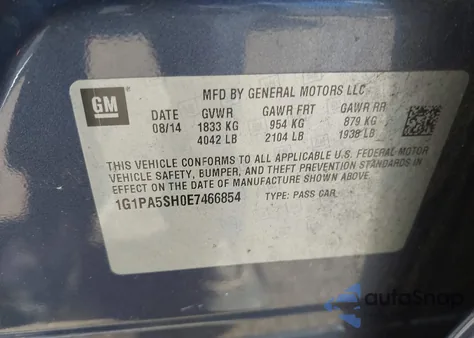 GM
MFD BY GENERAL MOTORS LLC
DATE GVWR GAWR FRT GAWR RR
08/14 1833 KG 954 KG 879 KG
4042 LB 2104 LB 1938 LB
THIS VEHICLE CONFORMS TO ALL APPLICABLE U.S. FEDERAL MOTOR
VEHICLE SAFETY, BUMPER, AND THEFT PREVENTION STANDARDS IN
EFFECT ON THE DATE OF MANUFACTURE SHOWN ABOVE.
1G1PA5SH0E7466854 TYPE: PASS CAR
autoSnap